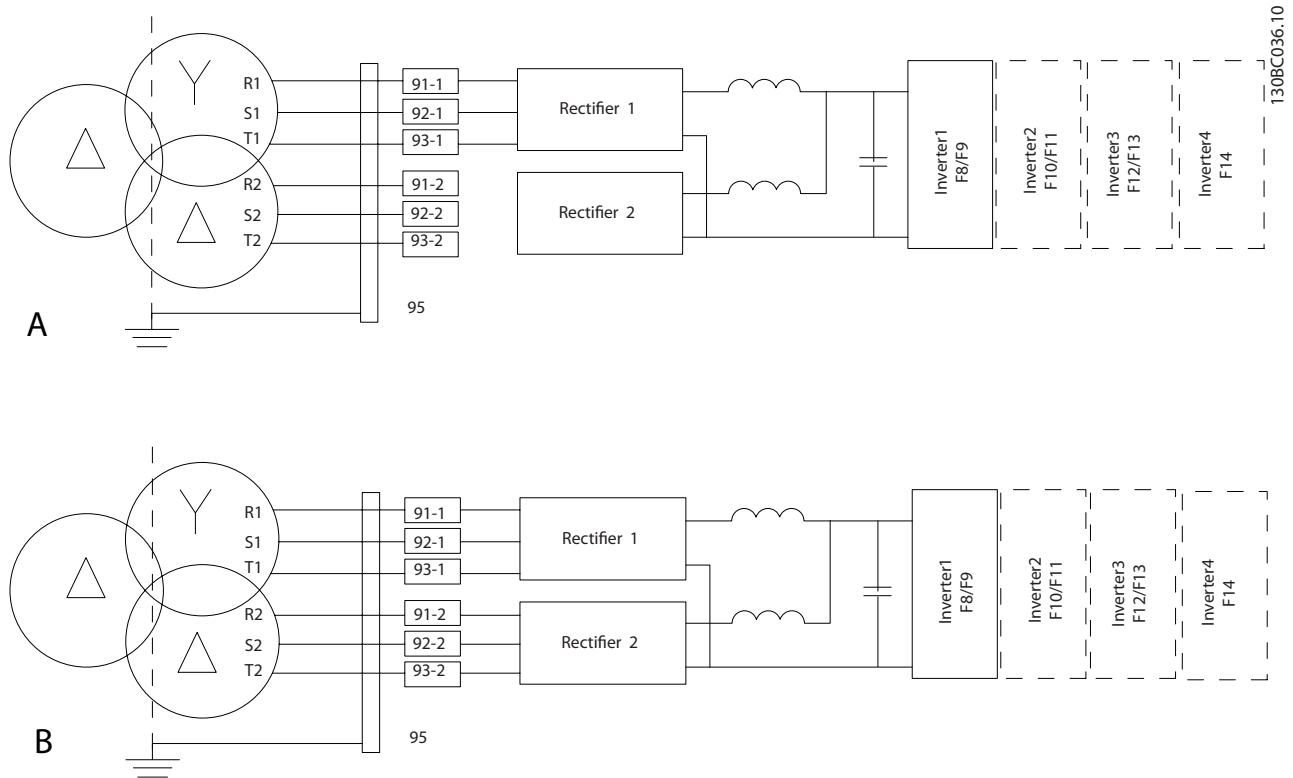 130BC036.10
R1
91-1
S1
92-1
T1
93-1
Rectifier 1
R2
91-2
S2
92-2
T2
93-2
Rectifier 2
Inverter1
F8/F9
Inverter2
F10/F11
Inverter3
F12/F13
Inverter4
F14
95
A
R1
91-1
S1
92-1
T1
93-1
Rectifier 1
R2
91-2
S2
92-2
T2
93-2
Rectifier 2
Inverter1
F8/F9
Inverter2
F10/F11
Inverter3
F12/F13
Inverter4
F14
95
B